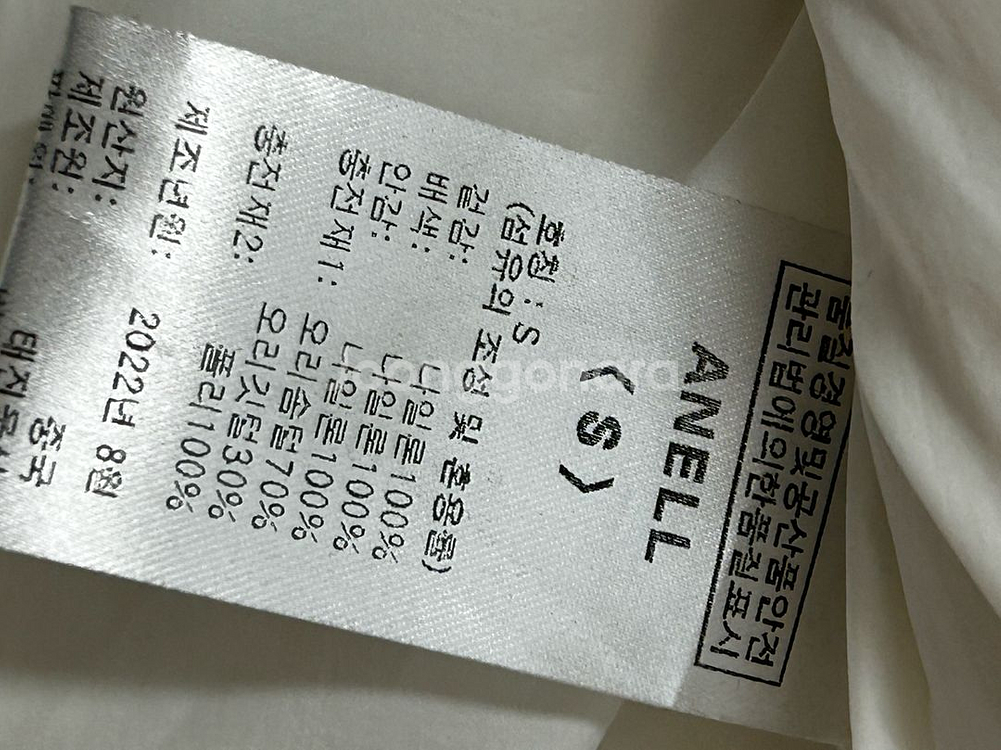 품질경영및공산품안전
관리법에의한품질표시
ANELL
(S)
호칭: S
(섬유의 조성 및 혼용률)
겉감: 나일론100%
배색: 나일론100%
안감: 나일론100%
충전재1: 오리솜털70%
오리깃털30%
충전재2: 폴리100%
제조년월: 2022년 8월
원산지: 중국
제조원: